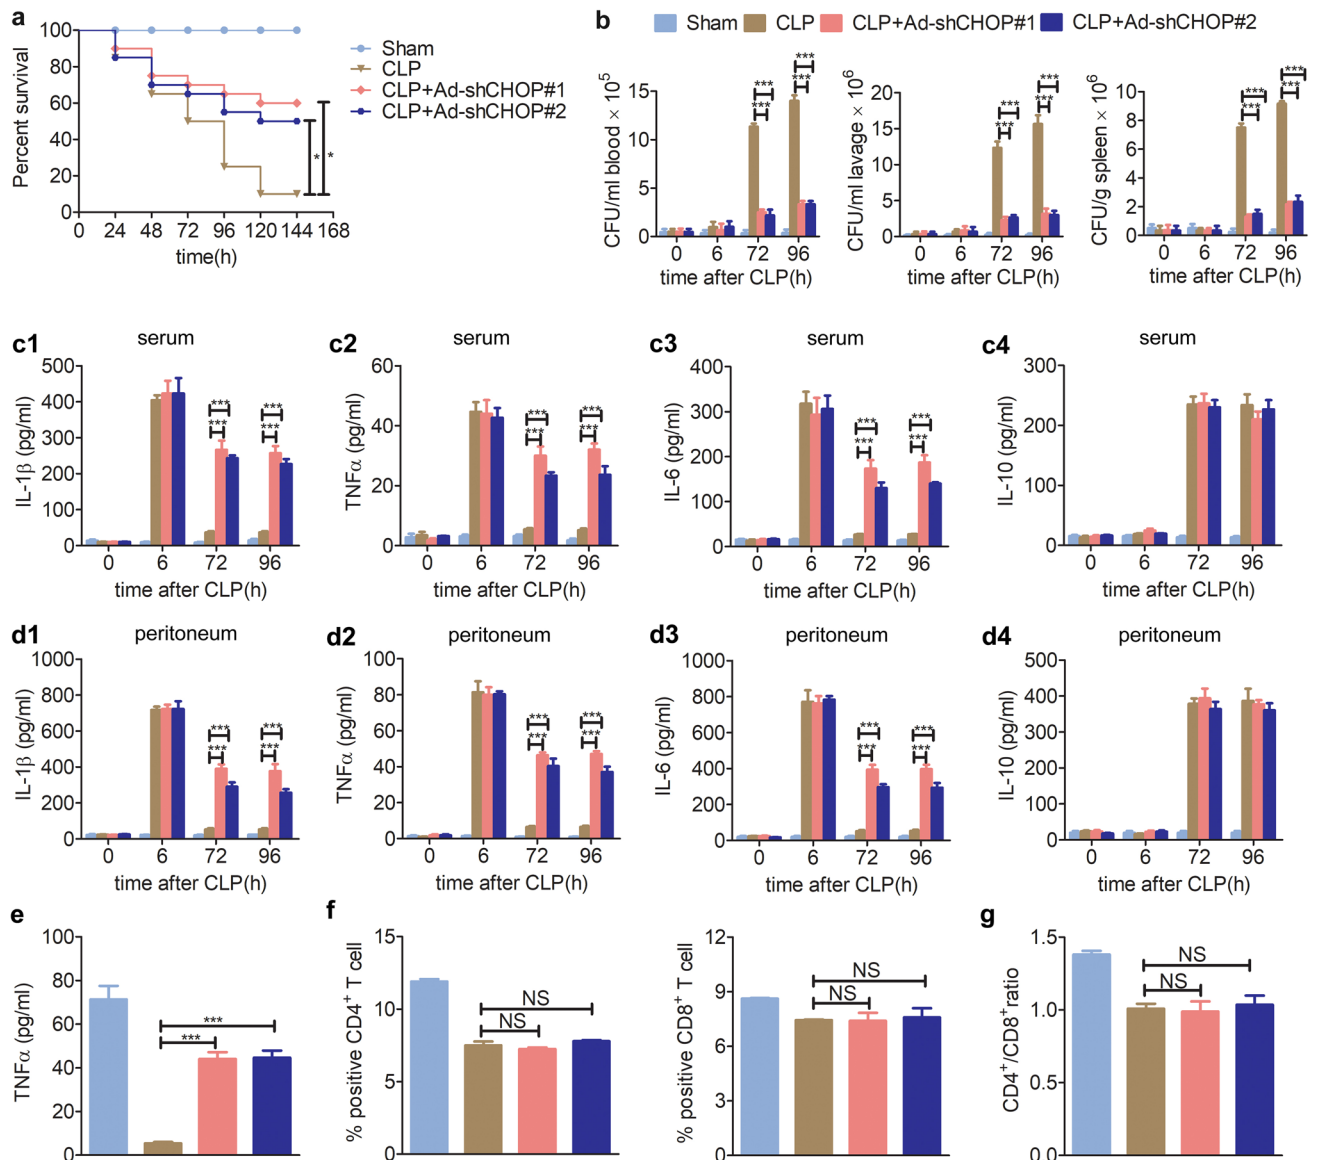 a
Percent survival
100
80
60
40
20
0
0 24 48 72 96 120 144 168
time(h)
Sham
CLP
CLP+Ad-shCHOP#1
CLP+Ad-shCHOP#2
*
*
b
Sham CLP CLP+Ad-shCHOP#1 CLP+Ad-shCHOP#2
CFU/ml blood × 10⁵
15
10
5
0
*** *** *** ***
0 6 72 96
time after CLP(h)
CFU/ml lavage × 10⁶
20
15
10
5
0
*** *** *** ***
0 6 72 96
time after CLP(h)
CFU/g spleen × 10⁶
10
8
6
4
2
0
*** *** *** ***
0 6 72 96
time after CLP(h)
c1
serum
IL-1β (pg/ml)
500
400
300
200
100
0
*** *** *** ***
0 6 72 96
time after CLP(h)
c2
serum
TNFα (pg/ml)
60
40
20
0
*** *** *** ***
0 6 72 96
time after CLP(h)
c3
serum
IL-6 (pg/ml)
400
300
200
100
0
*** *** *** ***
0 6 72 96
time after CLP(h)
c4
serum
IL-10 (pg/ml)
300
200
100
0
0 6 72 96
time after CLP(h)
d1
peritoneum
IL-1β (pg/ml)
1000
800
600
400
200
0
*** *** *** ***
0 6 72 96
time after CLP(h)
d2
peritoneum
TNFα (pg/ml)
100
80
60
40
20
0
*** *** *** ***
0 6 72 96
time after CLP(h)
d3
peritoneum
IL-6 (pg/ml)
1000
800
600
400
200
0
*** *** *** ***
0 6 72 96
time after CLP(h)
d4
peritoneum
IL-10 (pg/ml)
500
400
300
200
100
0
0 6 72 96
time after CLP(h)
e
TNFα (pg/ml)
100
80
60
40
20
0
***
***
f
% positive CD4⁺ T cell
15
10
5
0
NS
NS
% positive CD8⁺ T cell
12
9
6
3
0
NS
NS
g
CD4⁺/CD8⁺ratio
1.5
1.0
0.5
0.0
NS
NS